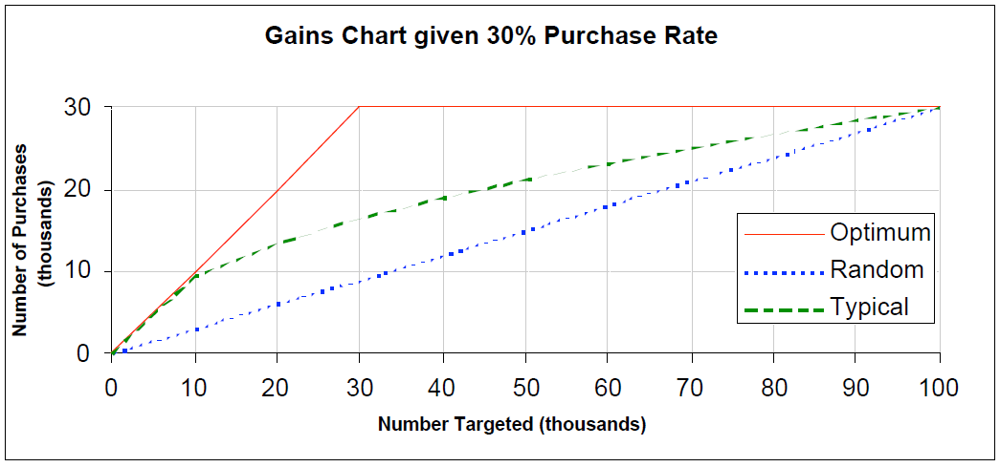 Gains Chart given 30% Purchase Rate
30
20
10
0
Number of Purchases
(thousands)
Optimum
Random
Typical
0 10 20 30 40 50 60 70 80 90 100
Number Targeted (thousands)